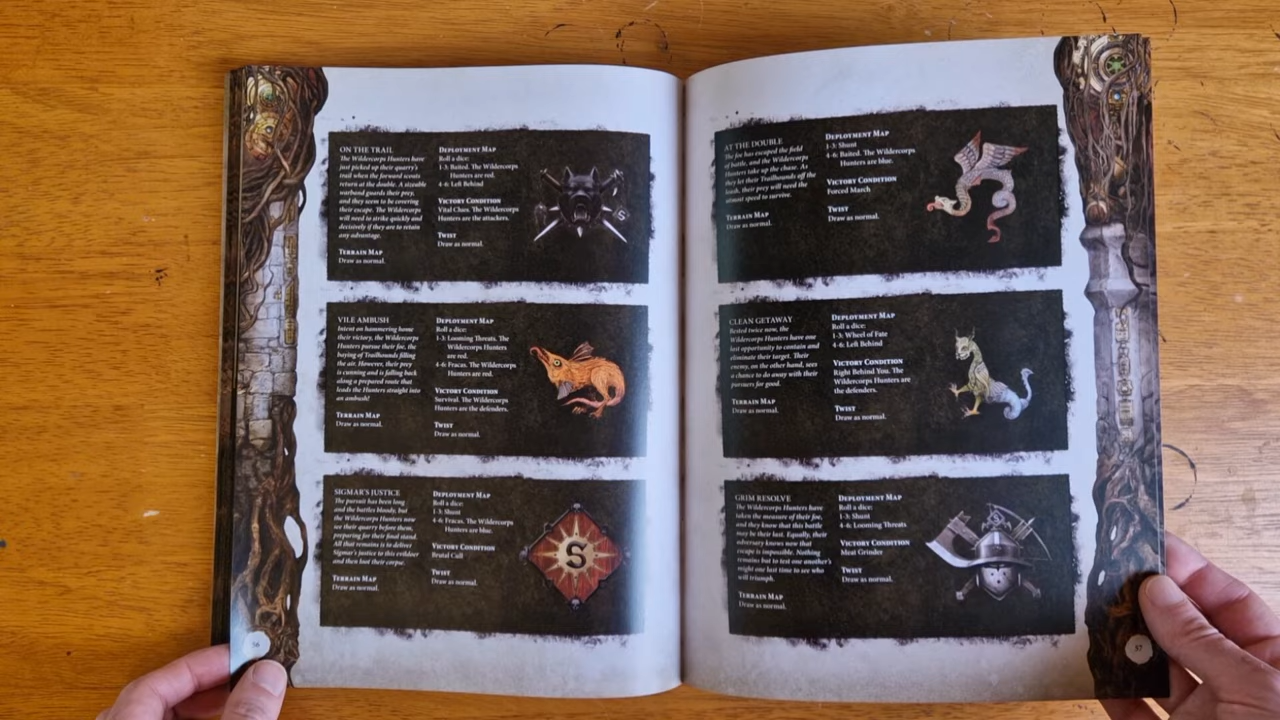 ON THE TRAIL
The Wildercorps Hunters have
just picked up their quarry's
trail when the forward scouts
return at the double. A sizeable
warband guards their prey,
and they seem to be covering
their escape. The Wildercorps
will need to strike quickly and
decisively if they are to retain
any advantage.
TERRAIN MAP
Draw as normal.
DEPLOYMENT MAP
Roll a dice:
1-3: Baited. The Wildercorps
Hunters are red.
4-6: Left Behind
VICTORY CONDITION
Vital Clues. The Wildercorps
Hunters are the attackers.
TWIST
Draw as normal.
VILE AMBUSH
Intent on hammering home
their victory, the Wildercorps
Hunters pursue their foe, the
baying of Trailhounds filling
the air. However, their prey
is cunning and is falling back
along a prepared route that
leads the Hunters straight into
an ambush!
TERRAIN MAP
Draw as normal.
DEPLOYMENT MAP
Roll a dice:
1-3: Looming Threats. The
Wildercorps Hunters
are red.
4-6: Fracas. The Wildercorps
Hunters are red.
VICTORY CONDITION
Survival. The Wildercorps
Hunters are the defenders.
TWIST
Draw as normal.
SIGMAR'S JUSTICE
The pursuit has been long
and the battles bloody, but
the Wildercorps Hunters now
see their quarry before them,
preparing for their final stand.
All that remains is to deliver
Sigmar's justice to this evildoer
and then burn their corpse.
TERRAIN MAP
Draw as normal.
DEPLOYMENT MAP
Roll a dice:
1-3: Shunt
4-6: Fracas. The Wildercorps
Hunters are blue.
VICTORY CONDITION
Brutal Cull
TWIST
Draw as normal.
S
56
AT THE DOUBLE
The foe has escaped the field
of battle, and the Wildercorps
Hunters take up the chase. As
they let their Trailhounds off the
leash, their prey will need the
utmost speed to survive.
TERRAIN MAP
Draw as normal.
DEPLOYMENT MAP
1-3: Shunt
4-6: Baited. The Wildercorps
Hunters are blue.
VICTORY CONDITION
Forced March
TWIST
Draw as normal.
CLEAN GETAWAY
Bested twice now, the
Wildercorps Hunters have one
last opportunity to contain and
eliminate their target. Their
enemy, on the other hand, sees
a chance to do away with their
pursuers for good.
TERRAIN MAP
Draw as normal.
DEPLOYMENT MAP
Roll a dice:
1-3: Wheel of Fate
4-6: Left Behind
VICTORY CONDITION
Right Behind You. The
Wildercorps Hunters are
the defenders.
TWIST
Draw as normal.
GRIM RESOLVE
The Wildercorps Hunters have
taken the measure of their foe,
and they know that this battle
may be their last. Equally, their
adversary knows now that
escape is impossible. Nothing
remains but to test one another's
might one last time to see who
will triumph.
TERRAIN MAP
Draw as normal.
DEPLOYMENT MAP
Roll a dice:
1-3: Shunt
4-6: Looming Threats
VICTORY CONDITION
Meat Grinder
TWIST
Draw as normal.
57